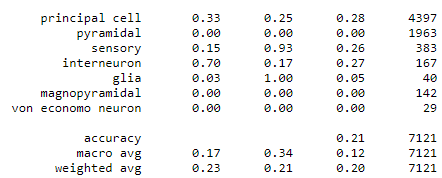 principal cell 0.33 0.25 0.28 4397
pyramidal 0.00 0.00 0.00 1963
sensory 0.15 0.93 0.26 383
interneuron 0.70 0.17 0.27 167
glia 0.03 1.00 0.05 40
magnopyramidal 0.00 0.00 0.00 142
von economo neuron 0.00 0.00 0.00 29
accuracy 0.21 7121
macro avg 0.17 0.34 0.12 7121
weighted avg 0.23 0.21 0.20 7121